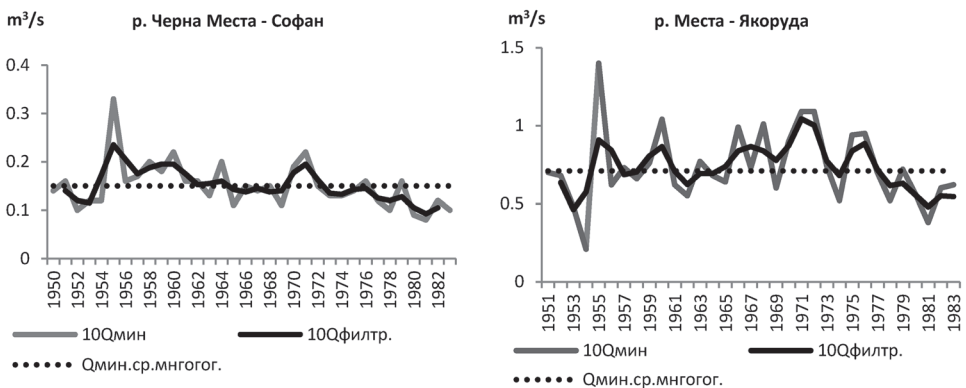 m³/s
р. Черна Места - Софан
0.4
0.3
0.2
0.1
0
1950 1952 1954 1956 1958 1960 1962 1964 1966 1968 1970 1972 1974 1976 1978 1980 1982
10Qмин 10Qфилтр.
Qмин.ср.мнгогог.
m³/s
р. Места - Якоруда
1.5
1
0.5
0
1951 1953 1955 1957 1959 1961 1963 1965 1967 1969 1971 1973 1975 1977 1979 1981 1983
10Qмин 10Qфилтр.
Qмин.ср.мнгогог.